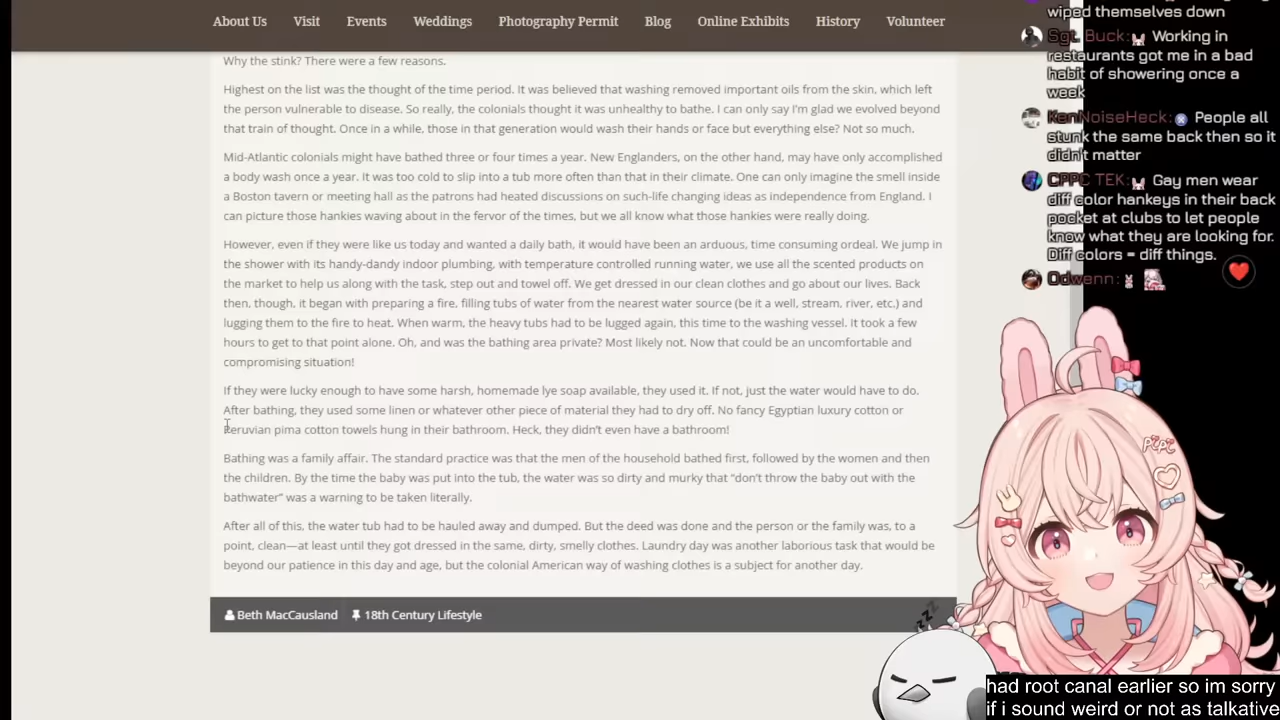 About Us Visit Events Weddings Photography Permit Blog Online Exhibits History Volunteer
Why the stink? There were a few reasons.
Highest on the list was the thought of the time period. It was believed that washing removed important oils from the skin, which left
the person vulnerable to disease. So really, the colonials thought it was unhealthy to bathe. I can only say I'm glad we evolved beyond
that train of thought. Once in a while, those in that generation would wash their hands or face but everything else? Not so much.
Mid-Atlantic colonials might have bathed three or four times a year. New Englanders, on the other hand, may have only accomplished
a body wash once a year. It was too cold to slip into a tub more often than that in their climate. One can only imagine the smell inside
a Boston tavern or meeting hall as the patrons had heated discussions on such-life changing ideas as independence from England. I
can picture those hankies waving about in the fervor of the times, but we all know what those hankies were really doing.
However, even if they were like us today and wanted a daily bath, it would have been an arduous, time consuming ordeal. We jump in
the shower with its handy-dandy indoor plumbing, with temperature controlled running water, we use all the scented products on
the market to help us along with the task, step out and towel off. We get dressed in our clean clothes and go about our lives. Back
then, though, it began with preparing a fire, filling tubs of water from the nearest water source (be it a well, stream, river, etc.) and
lugging them to the fire to heat. When warm, the heavy tubs had to be lugged again, this time to the washing vessel. It took a few
hours to get to that point alone. Oh, and was the bathing area private? Most likely not. Now that could be an uncomfortable and
compromising situation!
If they were lucky enough to have some harsh, homemade lye soap available, they used it. If not, just the water would have to do.
After bathing, they used some linen or whatever other piece of material they had to dry off. No fancy Egyptian luxury cotton or
Peruvian pima cotton towels hung in their bathroom. Heck, they didn't even have a bathroom!
Bathing was a family affair. The standard practice was that the men of the household bathed first, followed by the women and then
the children. By the time the baby was put into the tub, the water was so dirty and murky that "don't throw the baby out with the
bathwater" was a warning to be taken literally.
After all of this, the water tub had to be hauled away and dumped. But the deed was done and the person or the family was, to a
point, clean—at least until they got dressed in the same, dirty, smelly clothes. Laundry day was another laborious task that would be
beyond our patience in this day and age, but the colonial American way of washing clothes is a subject for another day.
Beth MacCausland 18th Century Lifestyle
wiped themselves down
Sgt. Buck: Working in
restaurants got me in a bad
habit of showering once a
week
KenNoiseHeck: People all
stunk the same back then so it
didn't matter
CPPC TEK: Gay men wear
diff color hankeys in their back
pocket at clubs to let people
know what they are looking for.
Diff colors = diff things.
Odwenn:
pipi
zzz
had root canal earlier so im sorry
if i sound weird or not as talkative